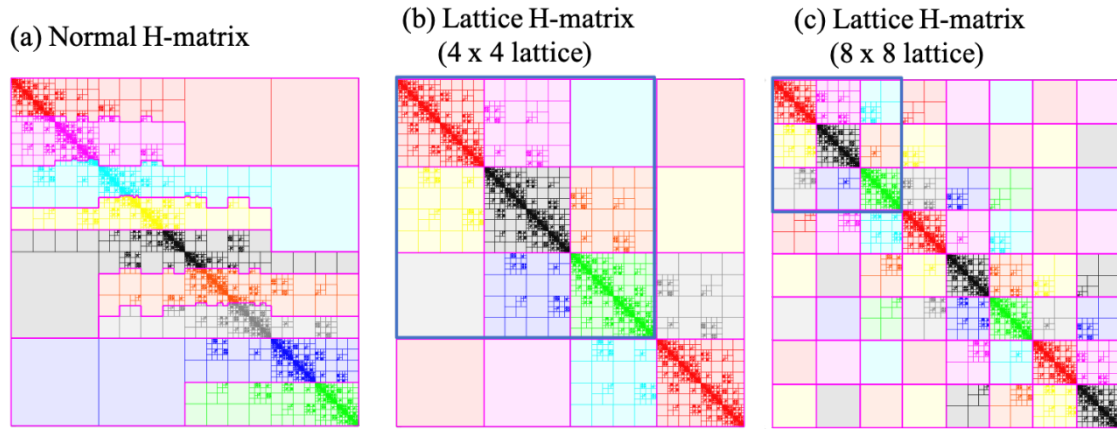 (a) Normal H-matrix
(b) Lattice H-matrix
(4 x 4 lattice)
(c) Lattice H-matrix
(8 x 8 lattice)